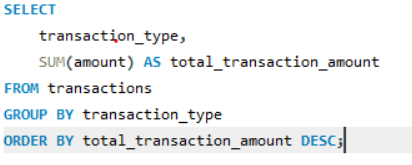 SELECT
transaction_type,
SUM(amount) AS total_transaction_amount
FROM transactions
GROUP BY transaction_type
ORDER BY total_transaction_amount DESC;